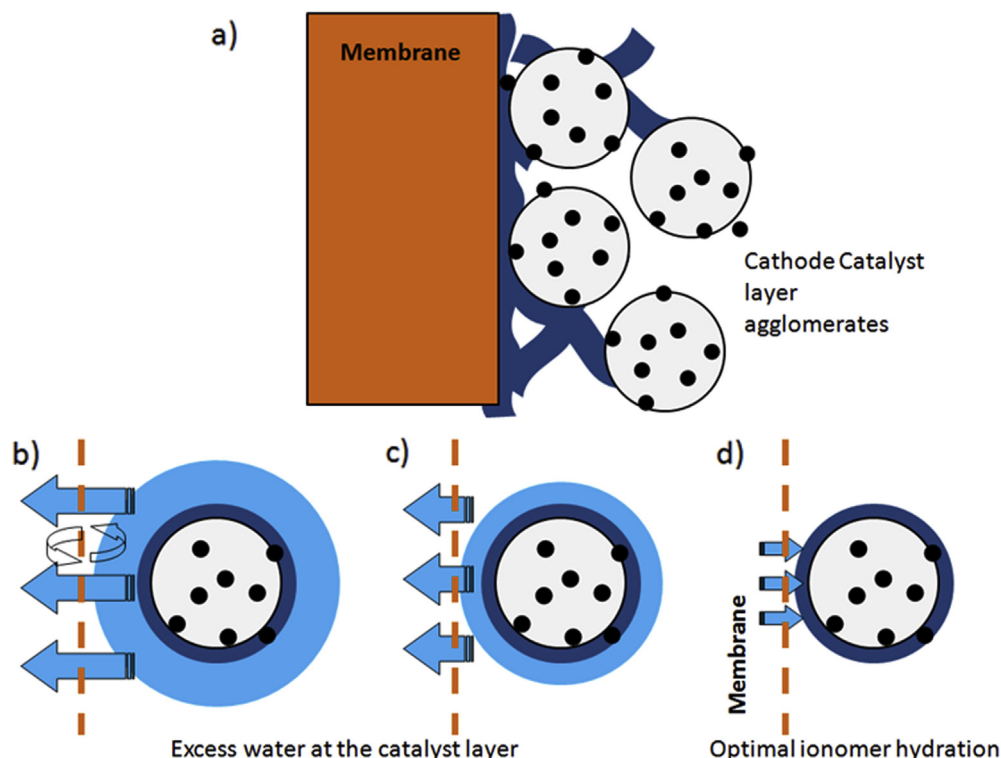 a)
Membrane
Cathode Catalyst
layer
agglomerates
b)
c)
d)
Membrane
Excess water at the catalyst layer
Optimal ionomer hydration